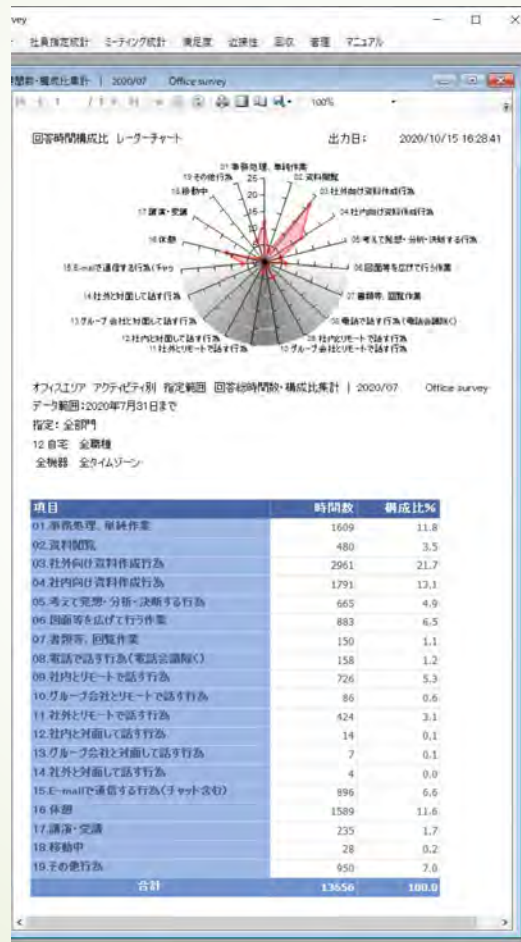 vey
社員指定統計 ミーティング統計 満足度 近接性 回収 管理 マニュアル
間数・構成比集計 | 2020/07 Office survey
100%
回答時間構成比 レーダーチャート 出力日: 2020/10/15 16:28:41
01.事務処理、単純作業
02.資料閲覧
03.社外向け資料作成行為
04.社内向け資料作成行為
05.考えて発想・分析・決断する行為
06.図面等を広げて行う作業
07.書類等、回覧作業
08.電話で話す行為(電話会議除く)
09.社内とリモートで話す行為
10.グループ会社とリモートで話す行為
11.社外とリモートで話す行為
12.社内と対面して話す行為
13.グループ会社と対面して話す行為
14.社外と対面して話す行為
15.E-mailで通信する行為(チャッ
16.休憩
17.講演・受講
18.移動中
19.その他行為
25
20
15
オフィスエリア アクティビティ別 指定範囲 回答総時間数・構成比集計 | 2020/07 Office survey
データ範囲:2020年7月31日まで
指定: 全部門
12 自宅 全職種
全機器 全タイムゾーン
項目 時間数 構成比%
01.事務処理、単純作業 1609 11.8
02.資料閲覧 480 3.5
03.社外向け資料作成行為 2961 21.7
04.社内向け資料作成行為 1791 13.1
05.考えて発想・分析・決断する行為 665 4.9
06.図面等を広げて行う作業 883 6.5
07.書類等、回覧作業 150 1.1
08.電話で話す行為(電話会議除く) 158 1.2
09.社内とリモートで話す行為 726 5.3
10.グループ会社とリモートで話す行為 86 0.6
11.社外とリモートで話す行為 424 3.1
12.社内と対面して話す行為 14 0.1
13.グループ会社と対面して話す行為 7 0.1
14.社外と対面して話す行為 4 0.0
15.E-mailで通信する行為(チャット含む) 896 6.6
16.休憩 1589 11.6
17.講演・受講 235 1.7
18.移動中 28 0.2
19.その他行為 950 7.0
合計 13656 100.0